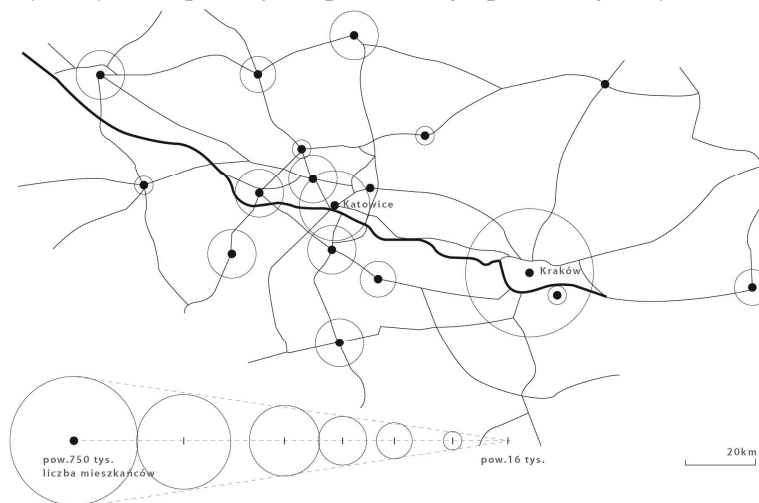 Katowice
Kraków
pow.750 tys.
liczba mieszkańców
pow.16 tys.
20km